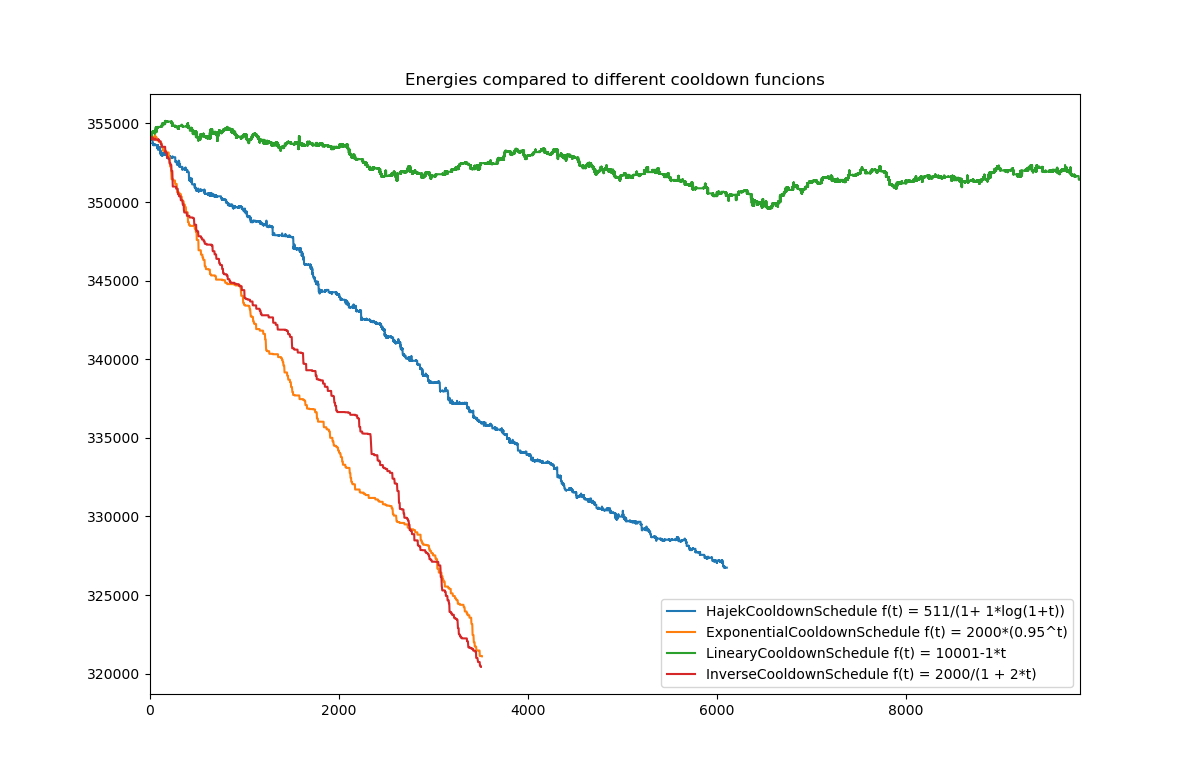 Energies compared to different cooldown funcions
355000
350000
345000
340000
335000
330000
325000
320000
0
2000
4000
6000
8000
HajekCooldownSchedule f(t) = 511/(1+ 1*log(1+t))
ExponentialCooldownSchedule f(t) = 2000*(0.95^t)
LinearyCooldownSchedule f(t) = 10001-1*t
InverseCooldownSchedule f(t) = 2000/(1 + 2*t)